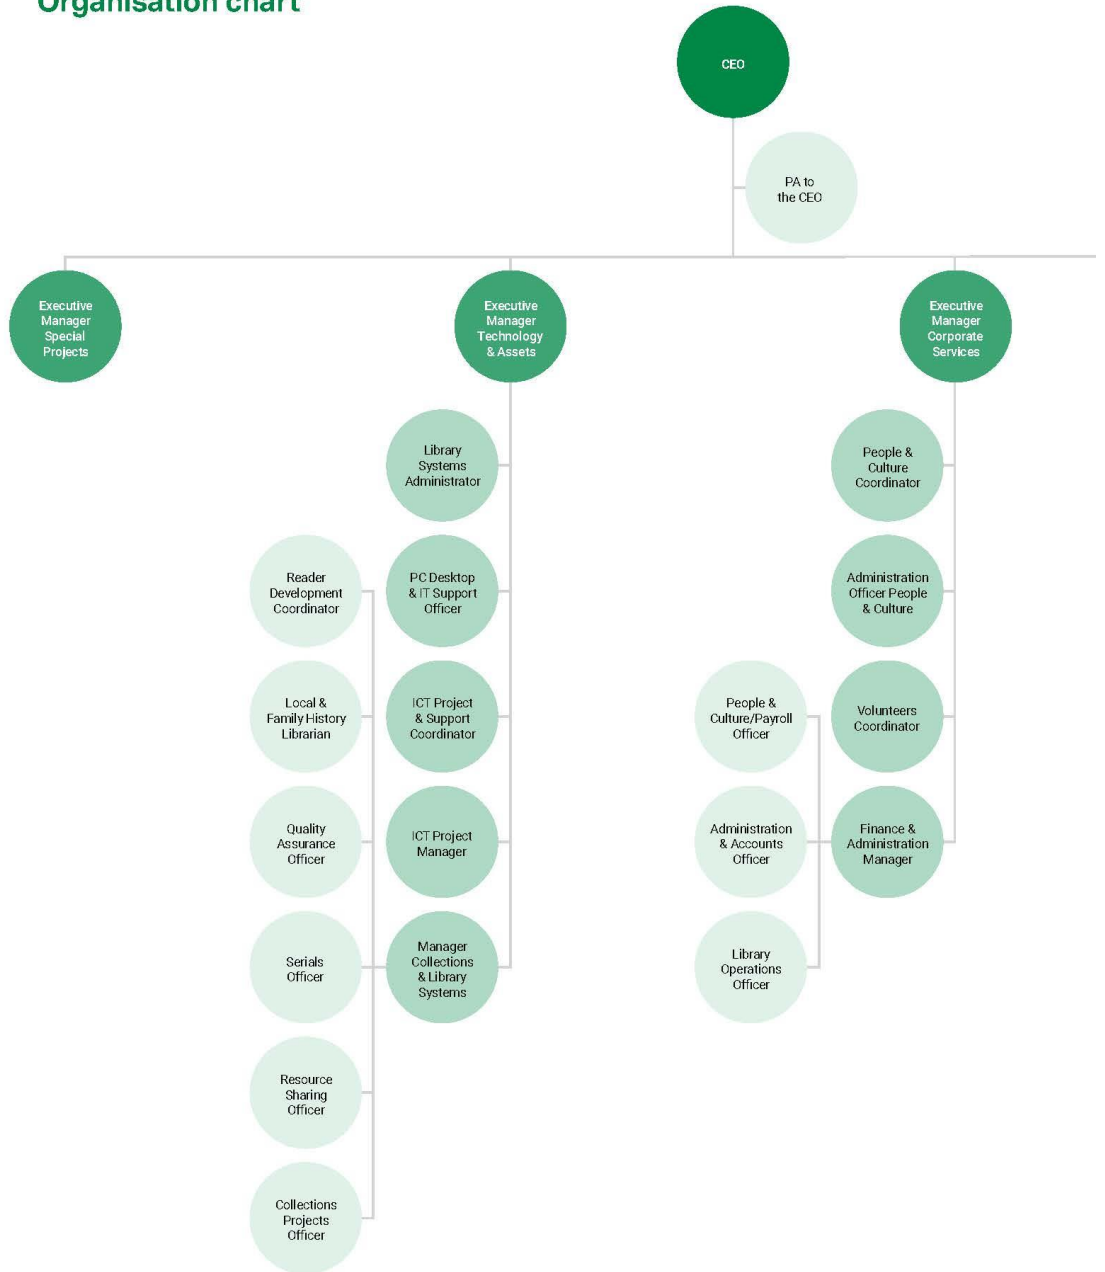 Organisation chart
CEO
PA to
the CEO
Executive
Manager
Special
Projects
Executive
Manager
Technology
& Assets
Executive
Manager
Corporate
Services
Library
Systems
Administrator
People &
Culture
Coordinator
Reader
Development
Coordinator
PC Desktop
& IT Support
Officer
Administration
Officer People
& Culture
Local &
Family History
Librarian
ICT Project
& Support
Coordinator
People &
Culture/Payroll
Officer
Volunteers
Coordinator
Quality
Assurance
Officer
ICT Project
Manager
Administration
& Accounts
Officer
Finance &
Administration
Manager
Serials
Officer
Manager
Collections
& Library
Systems
Library
Operations
Officer
Resource
Sharing
Officer
Collections
Projects
Officer